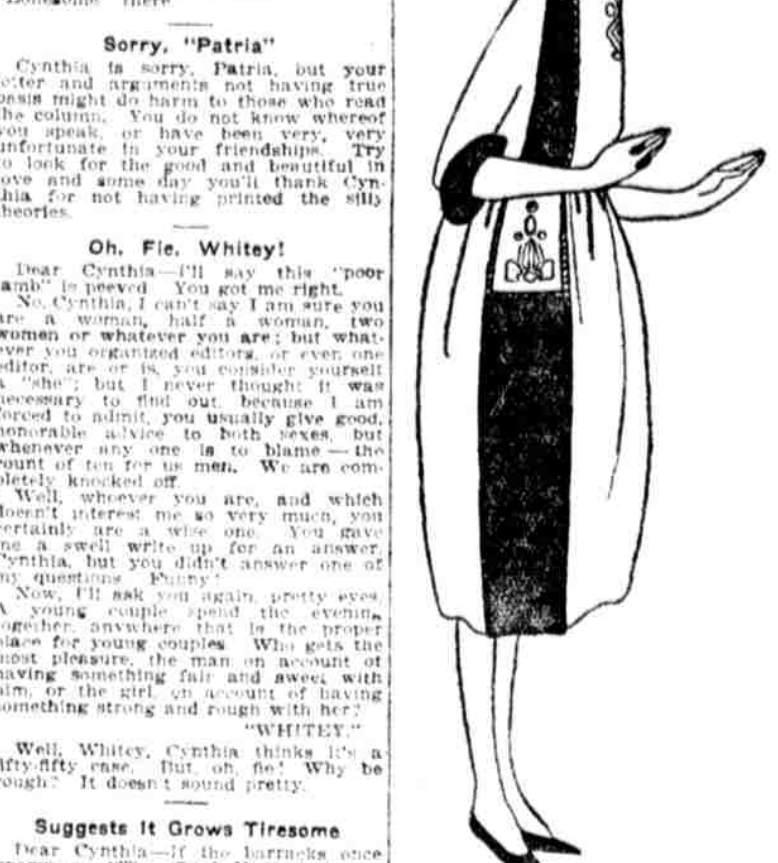 Sorry, "Patria"
Cynthia is sorry, Patria, but your
etter and arguments not having true
basis might do harm to those who read
the column. You do not know whereof
you speak, or have been very, very
unfortunate in your friendships. Try
to look for the good and beautiful in
love and some day you'll thank Cyn-
thia for not having printed the silly
theories.
Oh, Fie, Whitey!
Dear Cynthia—I'll say this "poor
lamb" is peeved. You got me right.
No, Cynthia, I can't say I am sure you
are a woman, half a woman, two
women or whatever you are; but what-
ever you organized editors, or even one
editor, are or is, you consider yourself
a "she"; but I never thought it was
necessary to find out, because I am
forced to admit, you usually give good,
honorable advice to both sexes, but
whenever any one is to blame — the
count of ten for us men. We are com-
pletely knocked off.
Well, whoever you are, and which
doesn't interest me so very much, you
certainly are a wise one. You gave
me a swell write up for an answer,
Cynthia, but you didn't answer one of
my questions. Funny!
Now, I'll ask you again, pretty eyes.
A young couple spend the evening
together, anywhere that is the proper
place for young couples. Who gets the
most pleasure, the man on account of
having something fair and sweet with
him, or the girl, on account of having
something strong and rough with her?
"WHITEY."
Well, Whitey, Cynthia thinks it's a
fifty-fifty case. But, oh, fie! Why be
rough? It doesn't sound pretty.
Suggests It Grows Tiresome
Dear Cynthia—If the barracks once